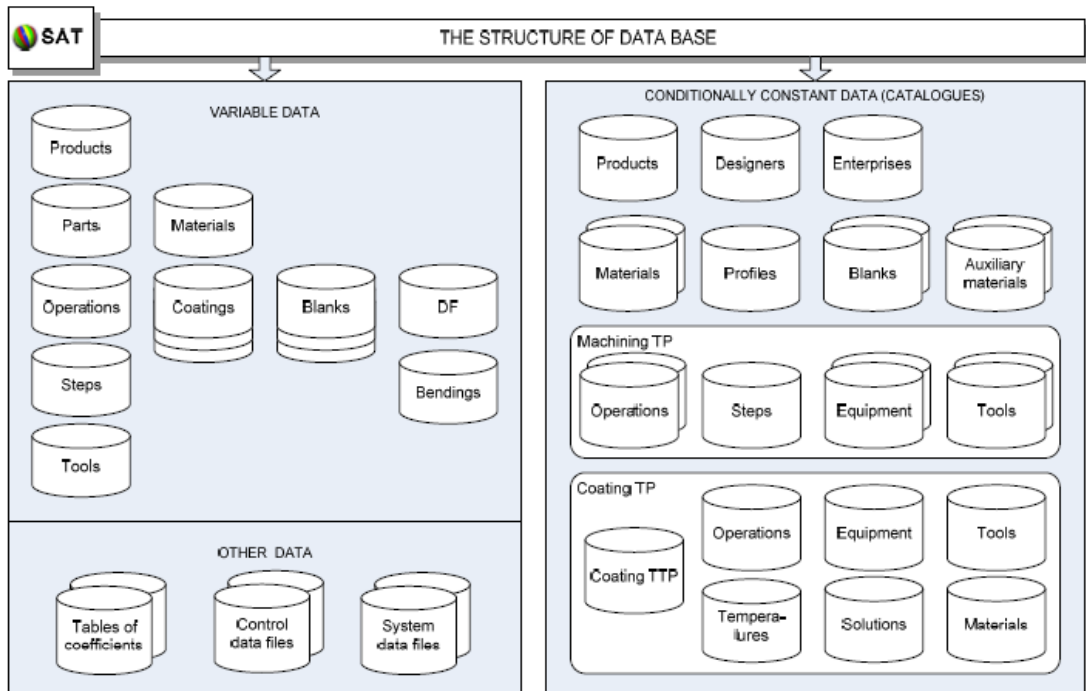 SAT
THE STRUCTURE OF DATA BASE
VARIABLE DATA
Products
Parts
Materials
Operations
Coatings
Blanks
DF
Steps
Bendings
Tools
OTHER DATA
Tables of
coefficients
Control
data files
System
data files
CONDITIONALLY CONSTANT DATA (CATALOGUES)
Products
Designers
Enterprises
Materials
Profiles
Blanks
Auxiliary
materials
Machining TP
Operations
Steps
Equipment
Tools
Coating TP
Coating TTP
Operations
Equipment
Tools
Tempera-
lures
Solutions
Materials